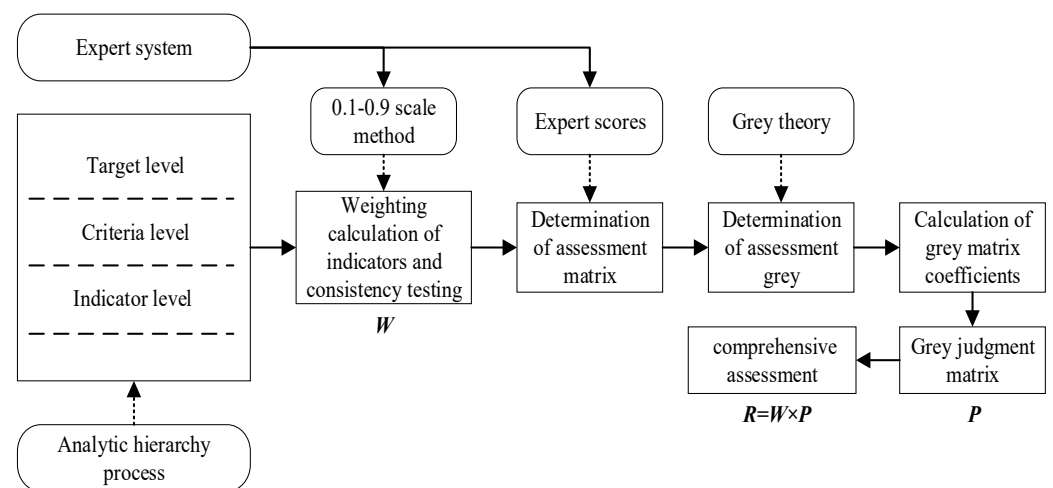 Expert system
0.1-0.9 scale
method
Expert scores
Grey theory
Target level
Criteria level
Indicator level
Weighting
calculation of
indicators and
consistency testing
W
Determination
of assessment
matrix
Determination
of assessment
grey
Calculation of
grey matrix
coefficients
comprehensive
assessment
R=W×P
Grey judgment
matrix
P
Analytic hierarchy
process